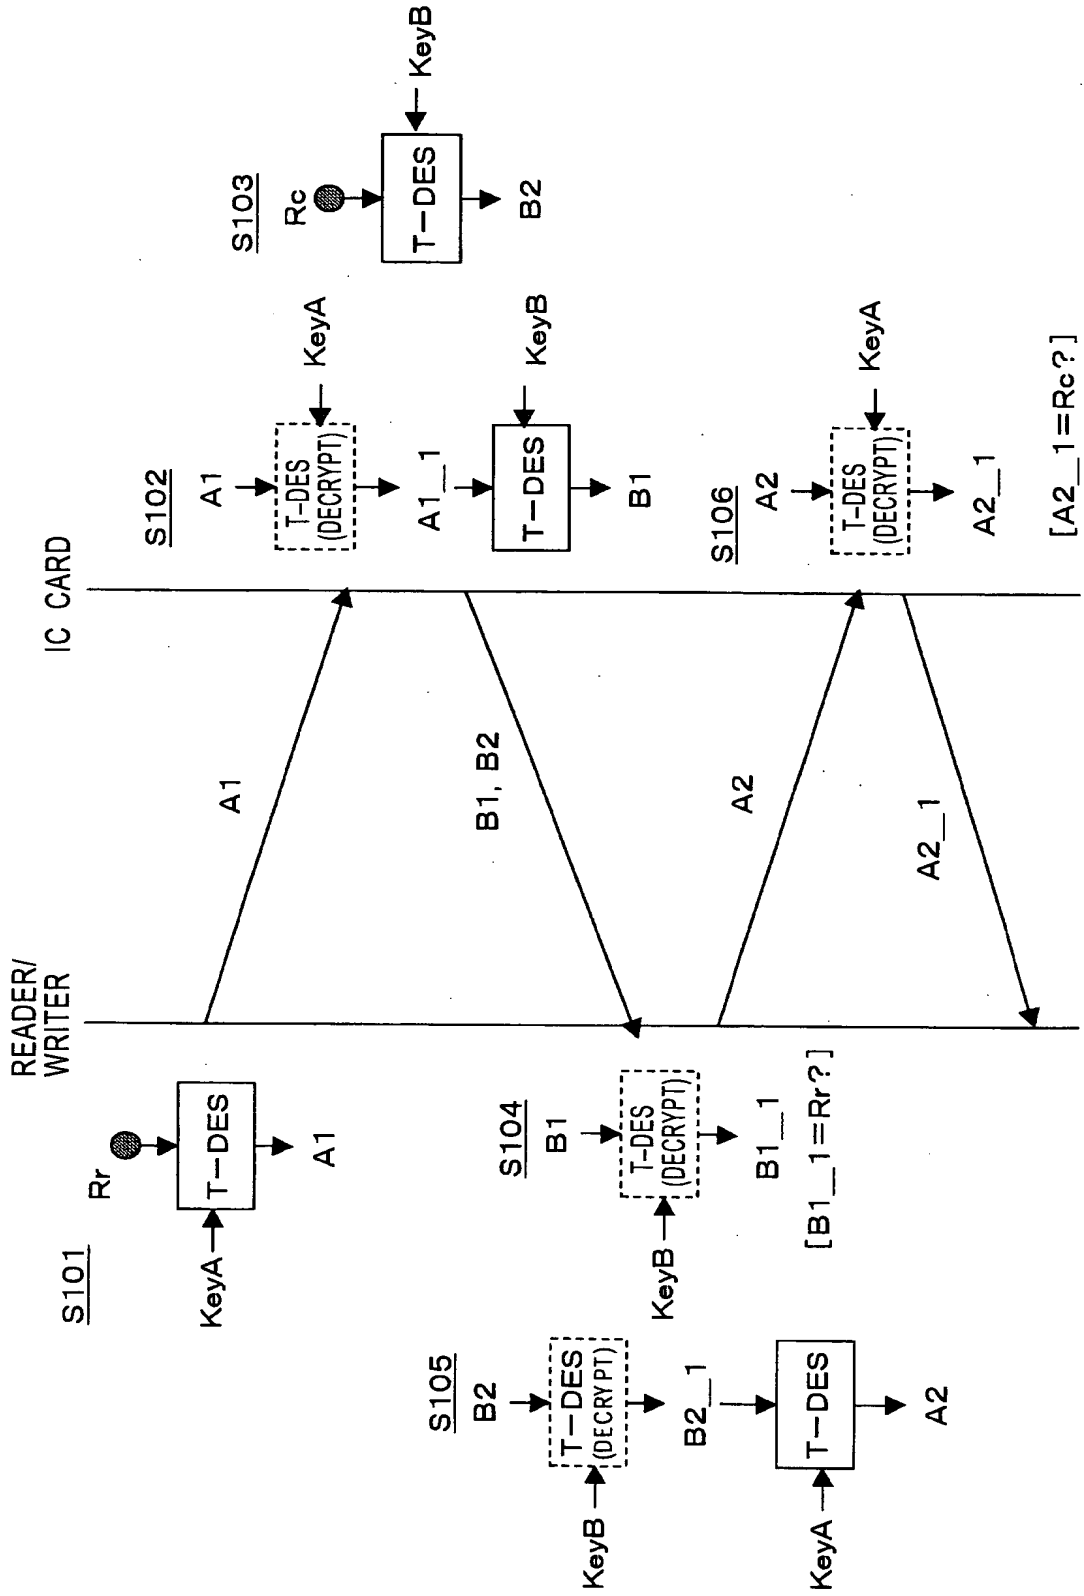 READER/
WRITER
IC CARD
S101
Rr
KeyA
T-DES
A1
A1
S102
A1
T-DES
(DECRYPT)
KeyA
A1_1
T-DES
KeyB
B1
S103
Rc
T-DES
KeyB
B2
B1, B2
S104
B1
T-DES
(DECRYPT)
KeyB
B1_1
[B1_1=Rr?]
S105
B2
T-DES
(DECRYPT)
KeyB
B2_1
T-DES
KeyA
A2
A2
S106
A2
T-DES
(DECRYPT)
KeyA
A2_1
[A2_1=Rc?]
A2_1